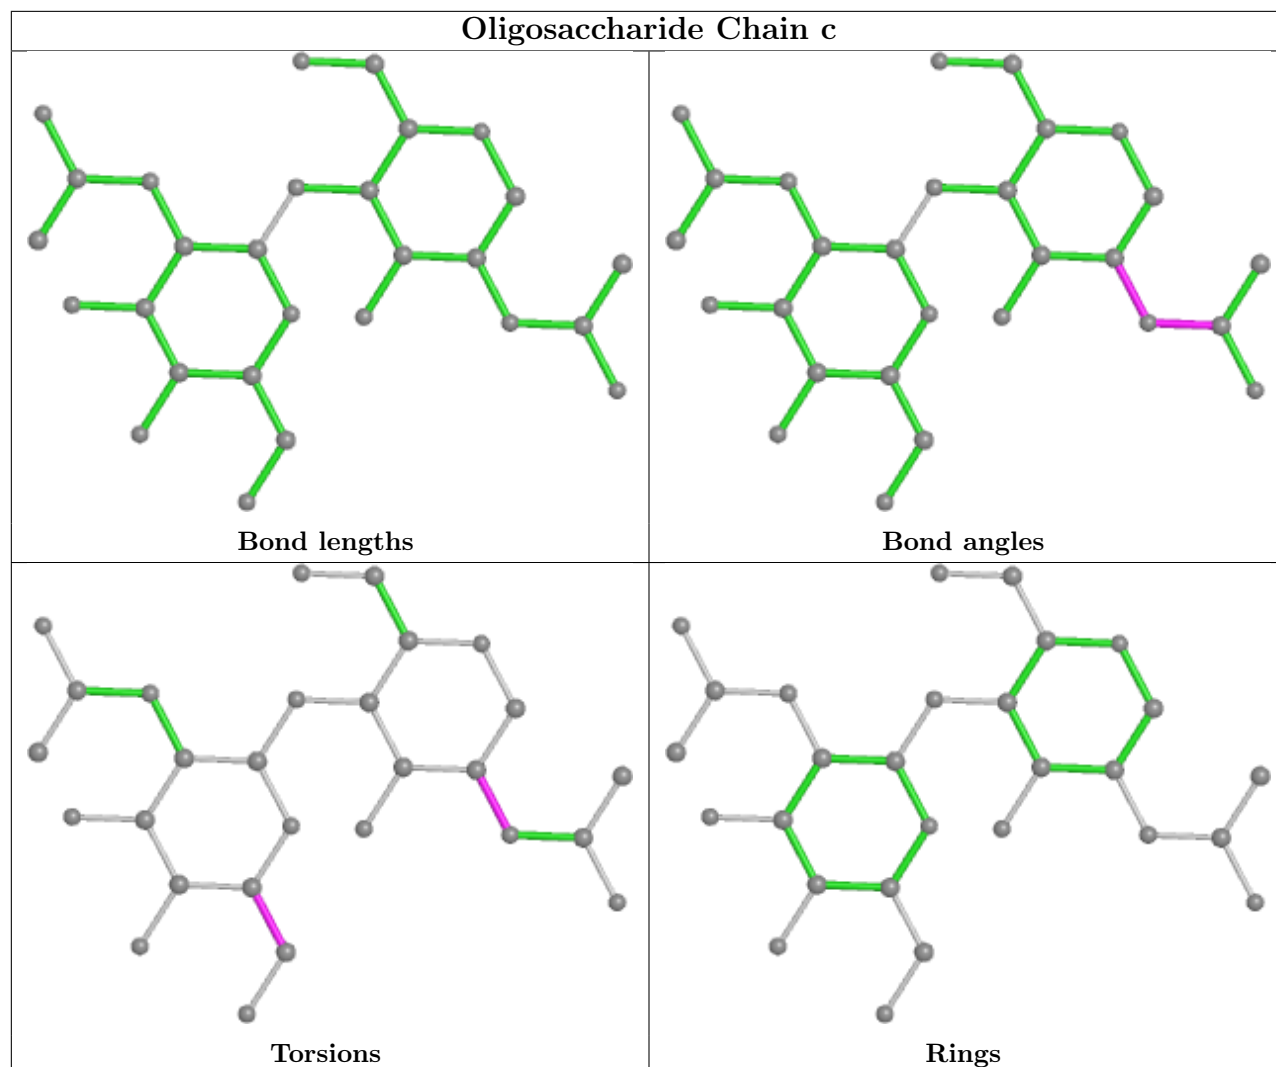 Oligosaccharide Chain c
Bond lengths
Bond angles
Torsions
Rings